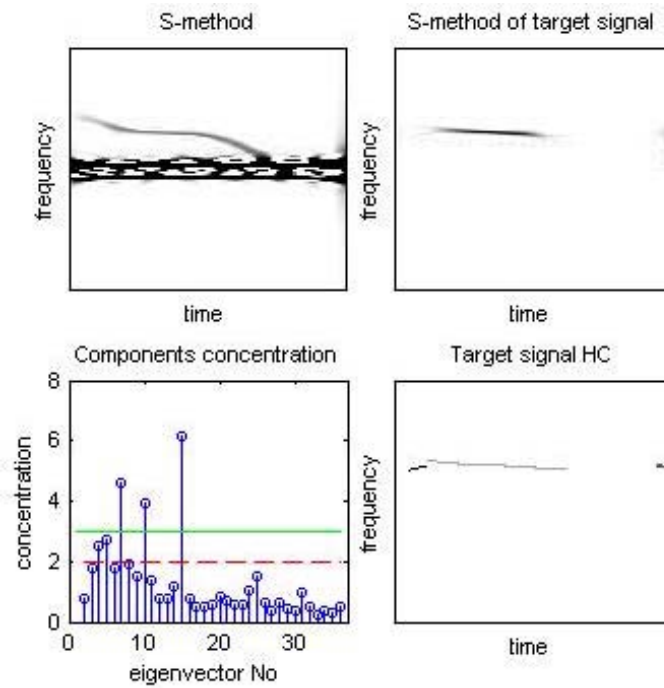 S-method
frequency
time
S-method of target signal
frequency
time
Components concentration
concentration
8
6
4
2
0
0 10 20 30
eigenvector No
Target signal HC
frequency
time